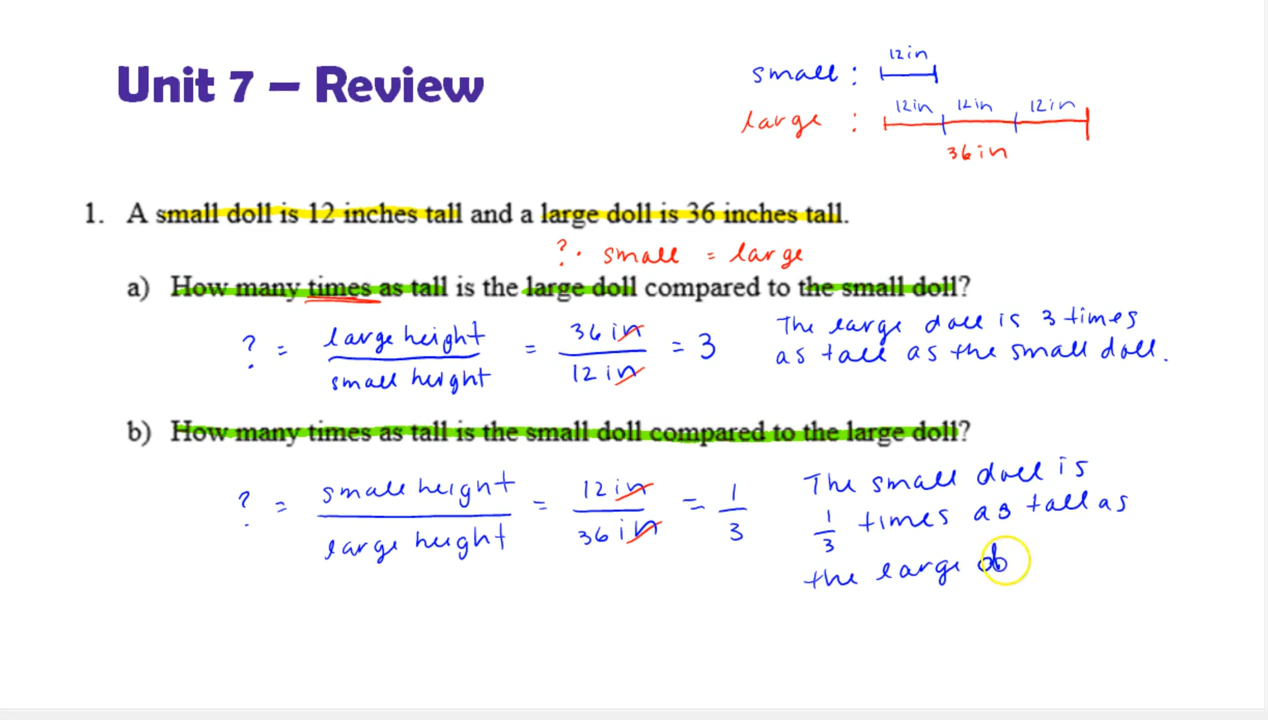 Unit 7 – Review
small : 12in
large : 12in 12in 12in
36in
1. A small doll is 12 inches tall and a large doll is 36 inches tall.
? · small = large
a) How many times as tall is the large doll compared to the small doll?
? = large height / small height = 36 in / 12 in = 3
The large doll is 3 times
as tall as the small doll.
b) How many times as tall is the small doll compared to the large doll?
? = small height / large height = 12 in / 36 in = 1/3
The small doll is
1/3 times as tall as
the large do